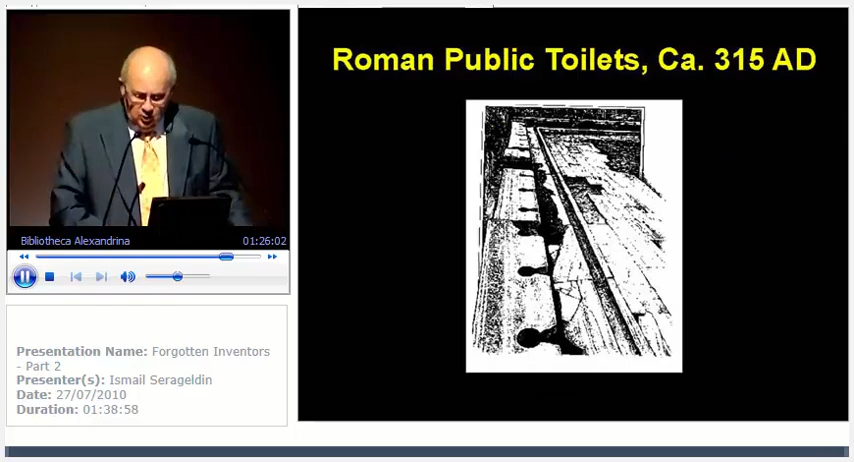 Roman Public Toilets, Ca. 315 AD
Bibliotheca Alexandrina 01:26:02
Presentation Name: Forgotten Inventors
- Part 2
Presenter(s): Ismail Serageldin
Date: 27/07/2010
Duration: 01:38:58